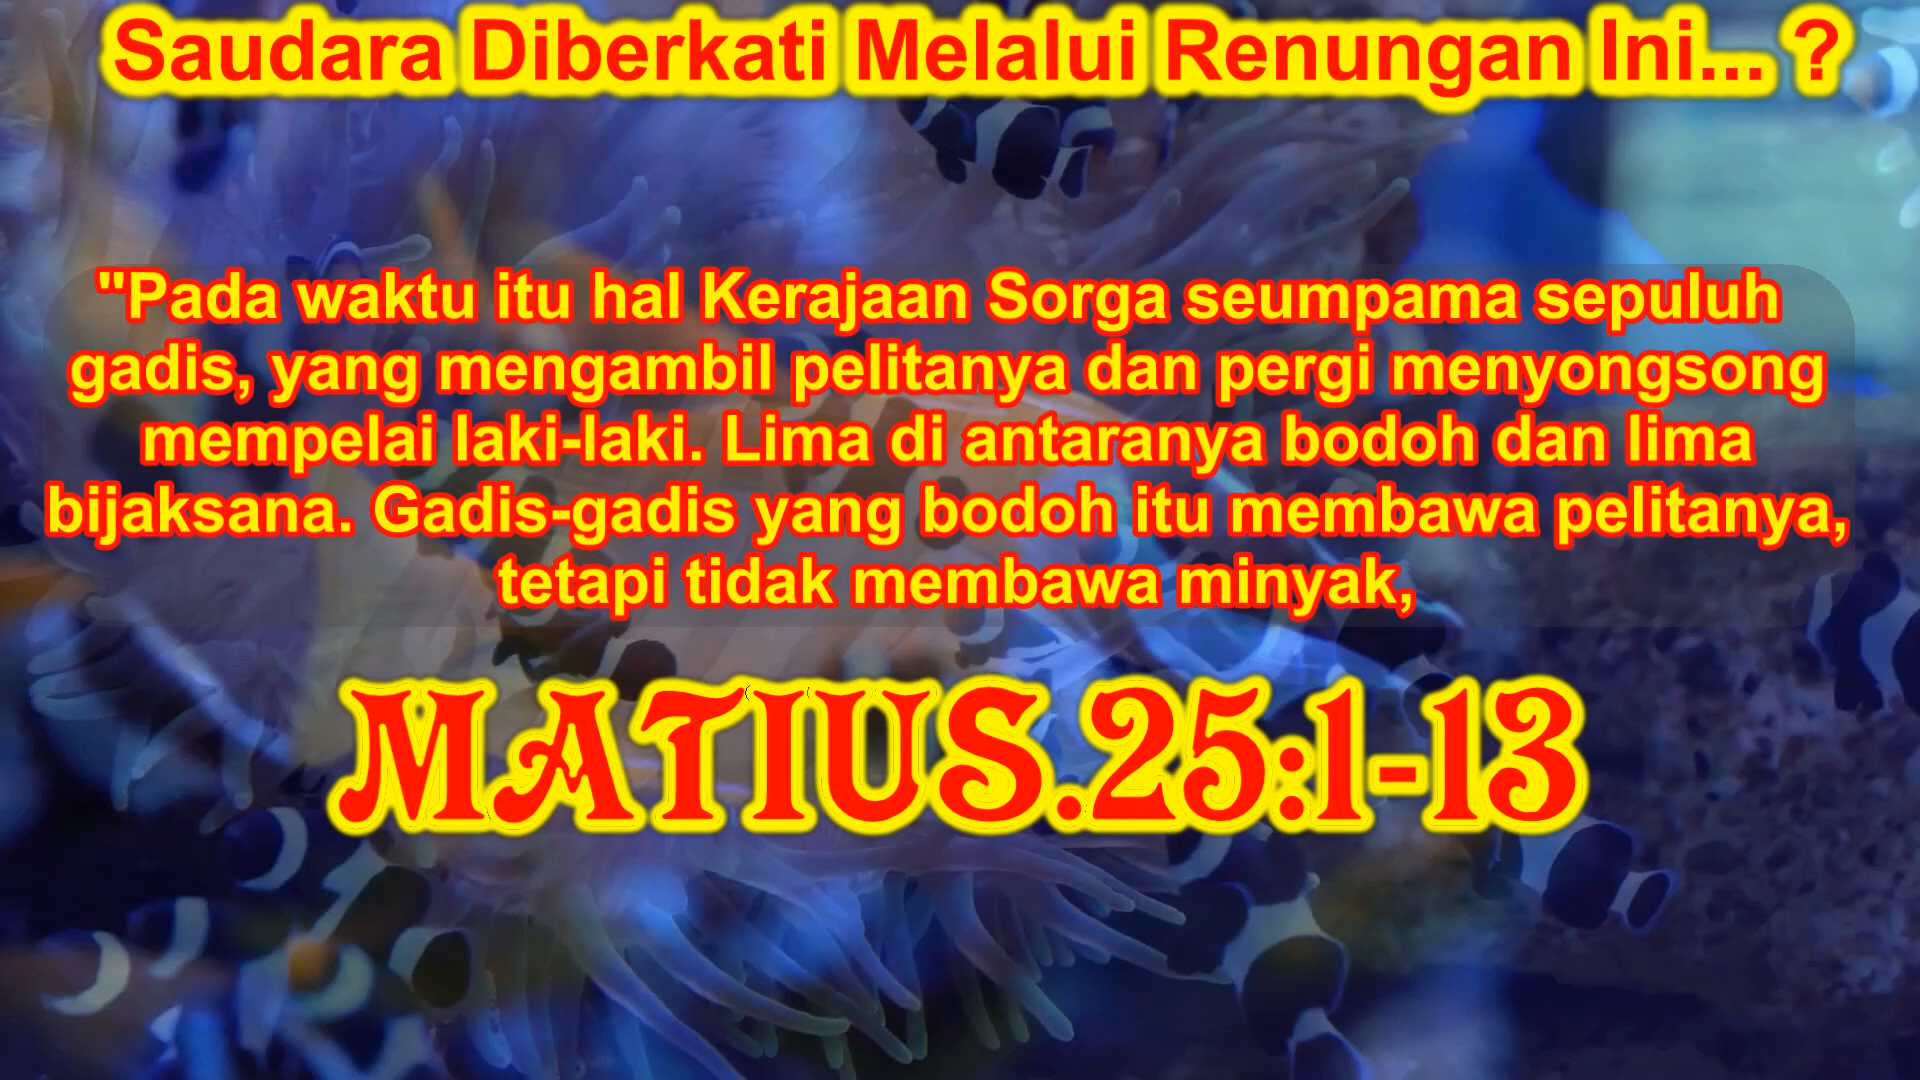 Saudara Diberkati Melalui Renungan Ini... ?
"Pada waktu itu hal Kerajaan Sorga seumpama sepuluh
gadis, yang mengambil pelitanya dan pergi menyongsong
mempelai laki-laki. Lima di antaranya bodoh dan lima
bijaksana. Gadis-gadis yang bodoh itu membawa pelitanya,
tetapi tidak membawa minyak,
MATIUS.25:1-13